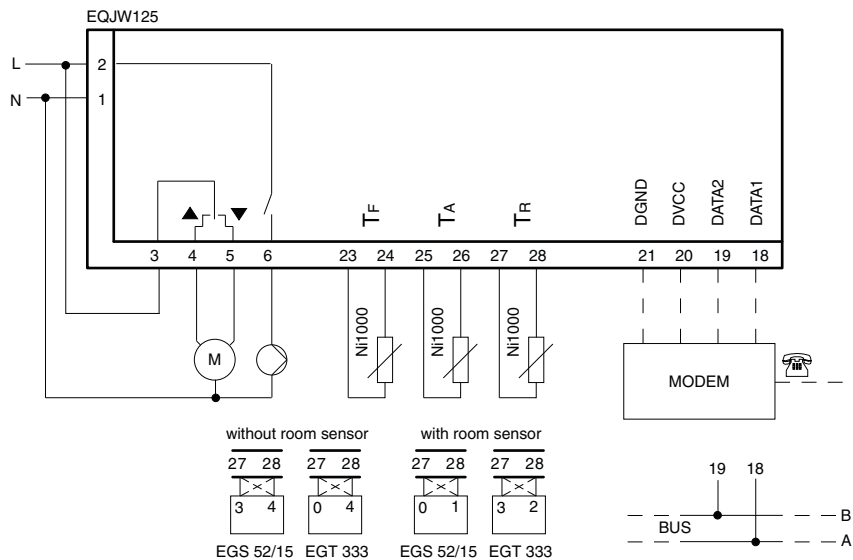 EQJW125
L 2
N 1
DGND DVCC DATA2 DATA1
TF TA TR
3 4 5 6 23 24 25 26 27 28 21 20 19 18
Ni1000 Ni1000 Ni1000
M
MODEM
without room sensor with room sensor
27 28 27 28 27 28 27 28
19 18
3 4 0 4 0 1 3 2
B
BUS
A
EGS 52/15 EGT 333 EGS 52/15 EGT 333